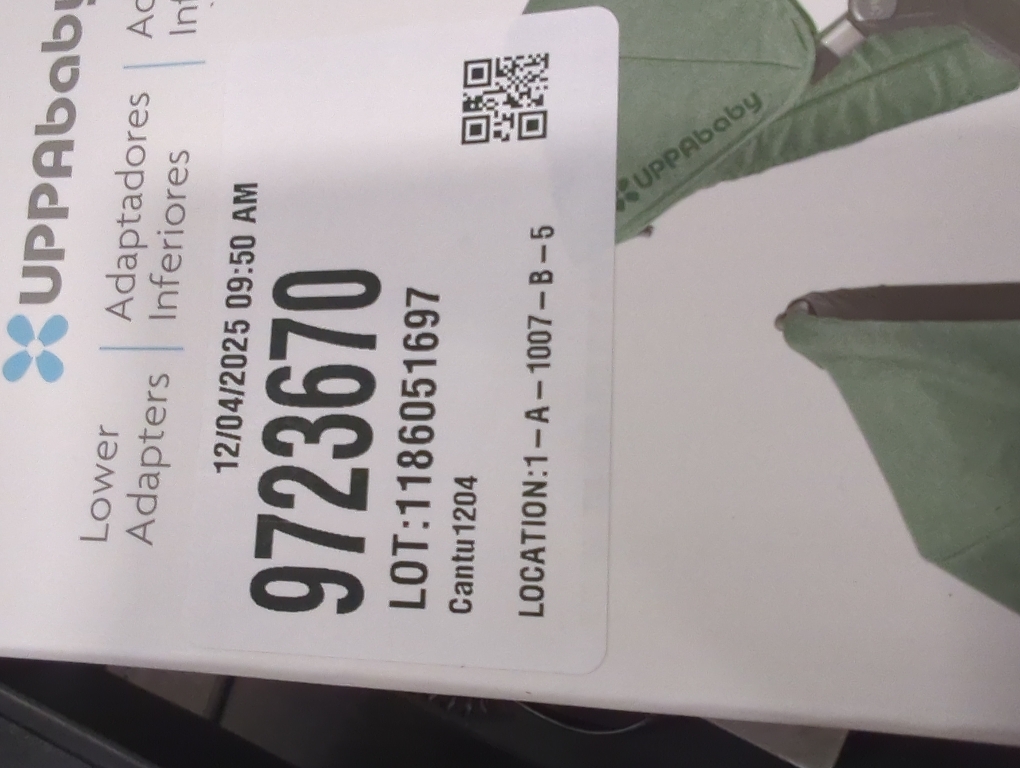 UPPAbaby
Lower
Adapters
Adaptadores
Inferiores
12/04/2025 09:50 AM
9723670
LOT:1186051697
Cantu1204
LOCATION:1-A-1007-B-5
UPPAbaby